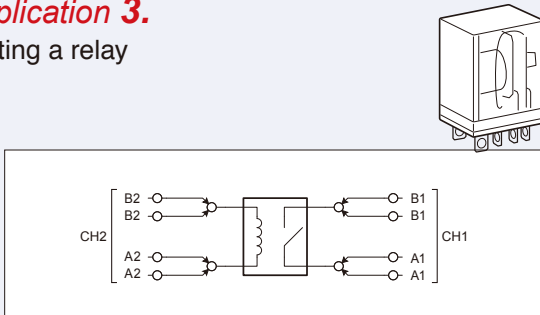 plication 3.
ting a relay
B2
B2
CH2
A2
A2
B1
B1
CH1
A1
A1